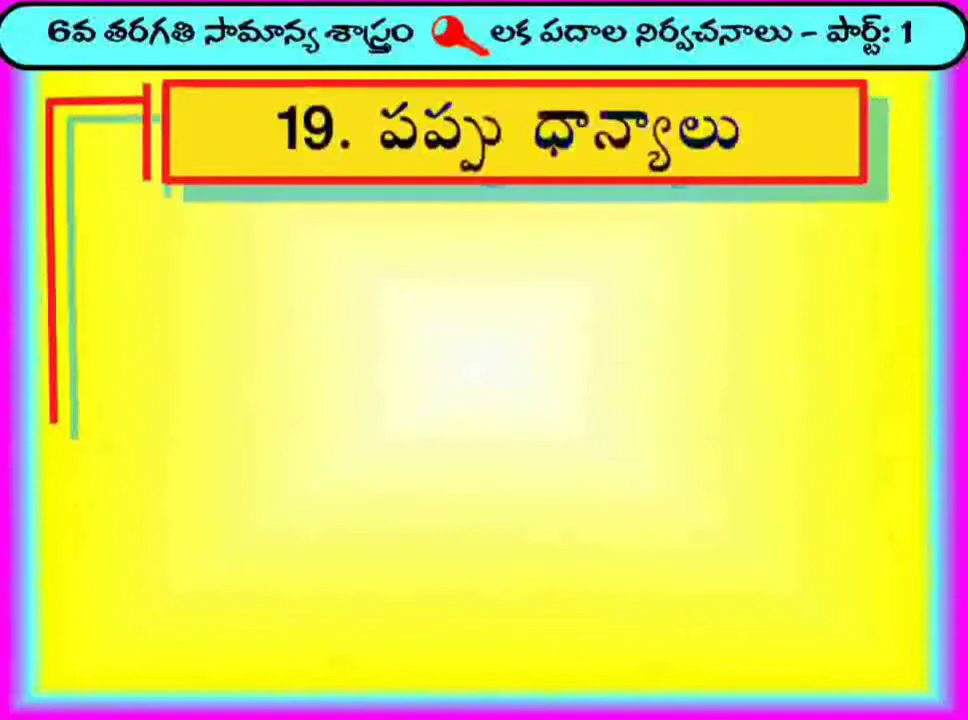 6వ తరగతి సామాన్య శాస్త్రం లక పదాల నిర్వచనాలు - పార్ట్: 1
19. పప్పు ధాన్యాలు